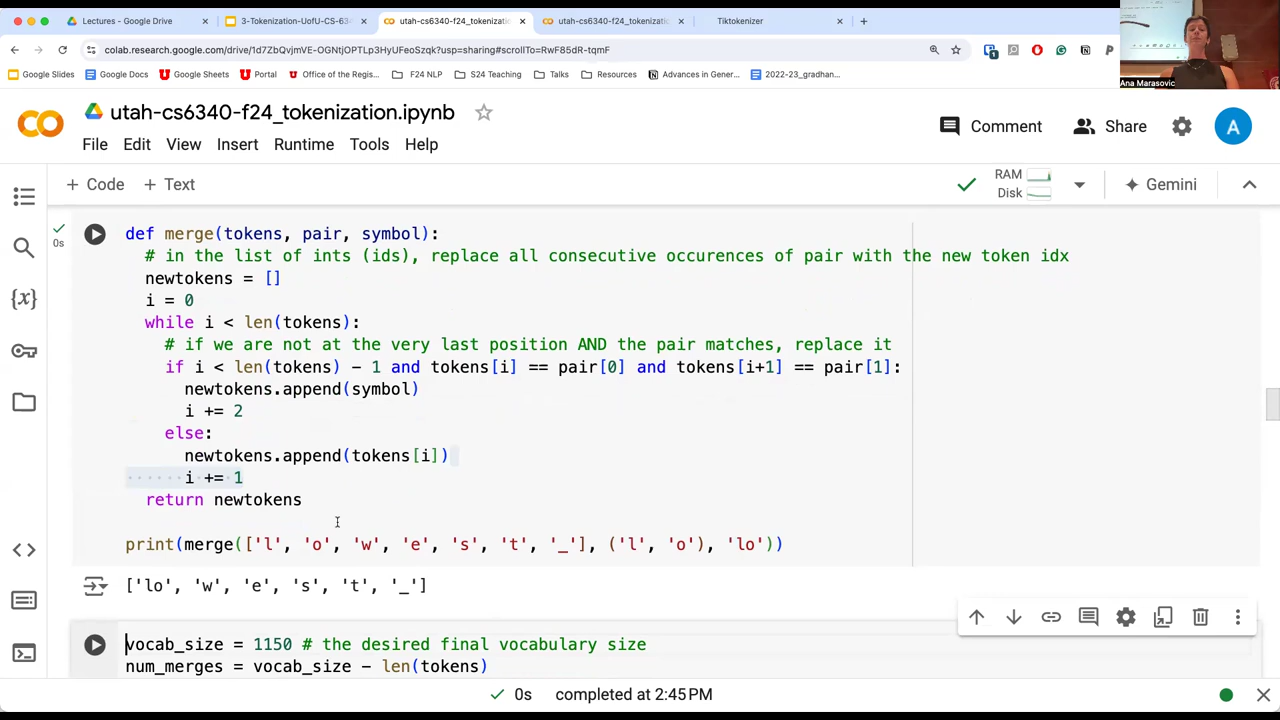 Lectures - Google Drive
3-Tokenization-UofU-CS-634
utah-cs6340-f24_tokenization
utah-cs6340-f24_tokenization
Tiktokenizer
colab.research.google.com/drive/1d7ZbQvjmVE-OGNtjOPTLp3HyUFeoSzqk?usp=sharing#scrollTo=RwF85dR-tqmF
Google Slides
Google Docs
Google Sheets
Portal
Office of the Regis...
F24 NLP
S24 Teaching
Talks
Resources
Advances in Gener...
2022-23_gradhan...
Ana Marasovic
CO
utah-cs6340-f24_tokenization.ipynb
Comment
Share
A
File Edit View Insert Runtime Tools Help
+ Code + Text
RAM
Disk
Gemini
0s
def merge(tokens, pair, symbol):
# in the list of ints (ids), replace all consecutive occurences of pair with the new token idx
newtokens = []
i = 0
while i < len(tokens):
# if we are not at the very last position AND the pair matches, replace it
if i < len(tokens) - 1 and tokens[i] == pair[0] and tokens[i+1] == pair[1]:
newtokens.append(symbol)
i += 2
else:
newtokens.append(tokens[i])
i += 1
return newtokens
print(merge(['l', 'o', 'w', 'e', 's', 't', '_'], ('l', 'o'), 'lo'))
['lo', 'w', 'e', 's', 't', '_']
vocab_size = 1150 # the desired final vocabulary size
num_merges = vocab_size - len(tokens)
0s completed at 2:45 PM